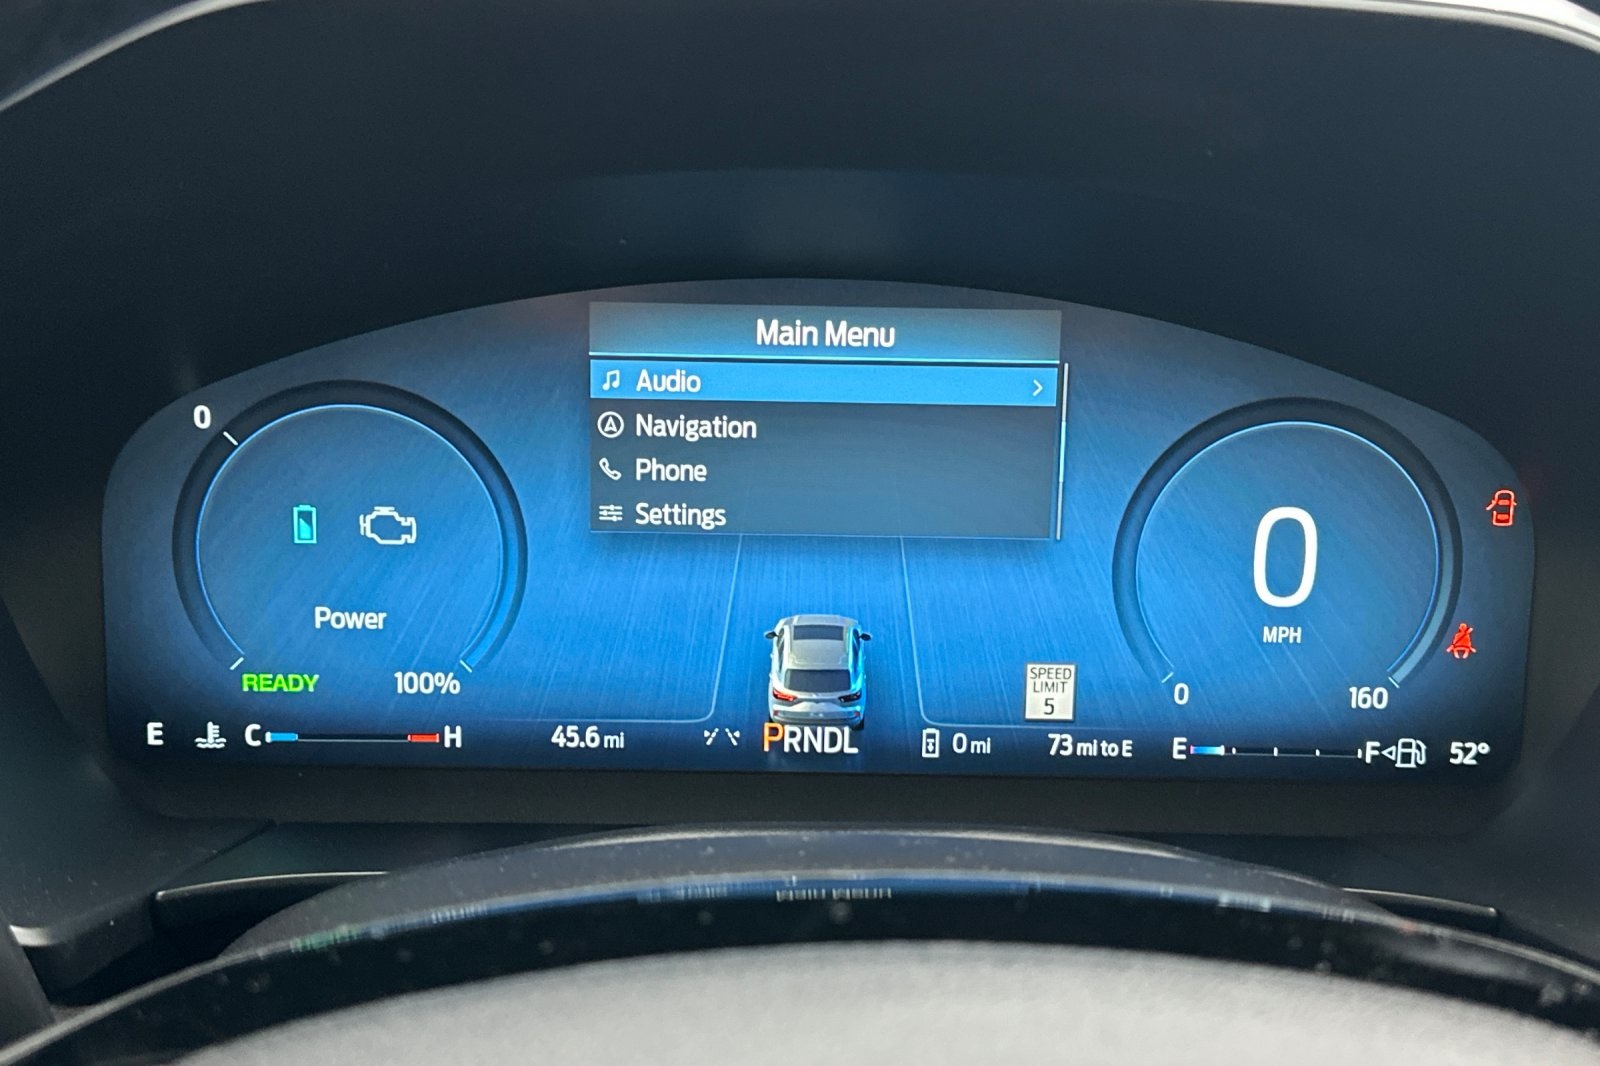 Main Menu
Audio
Navigation
Phone
Settings
0
Power
READY
100%
0
MPH
0
160
SPEED
LIMIT
5
E
C
H
45.6 mi
PRNDL
0 mi
73 mi to E
E
F
52°